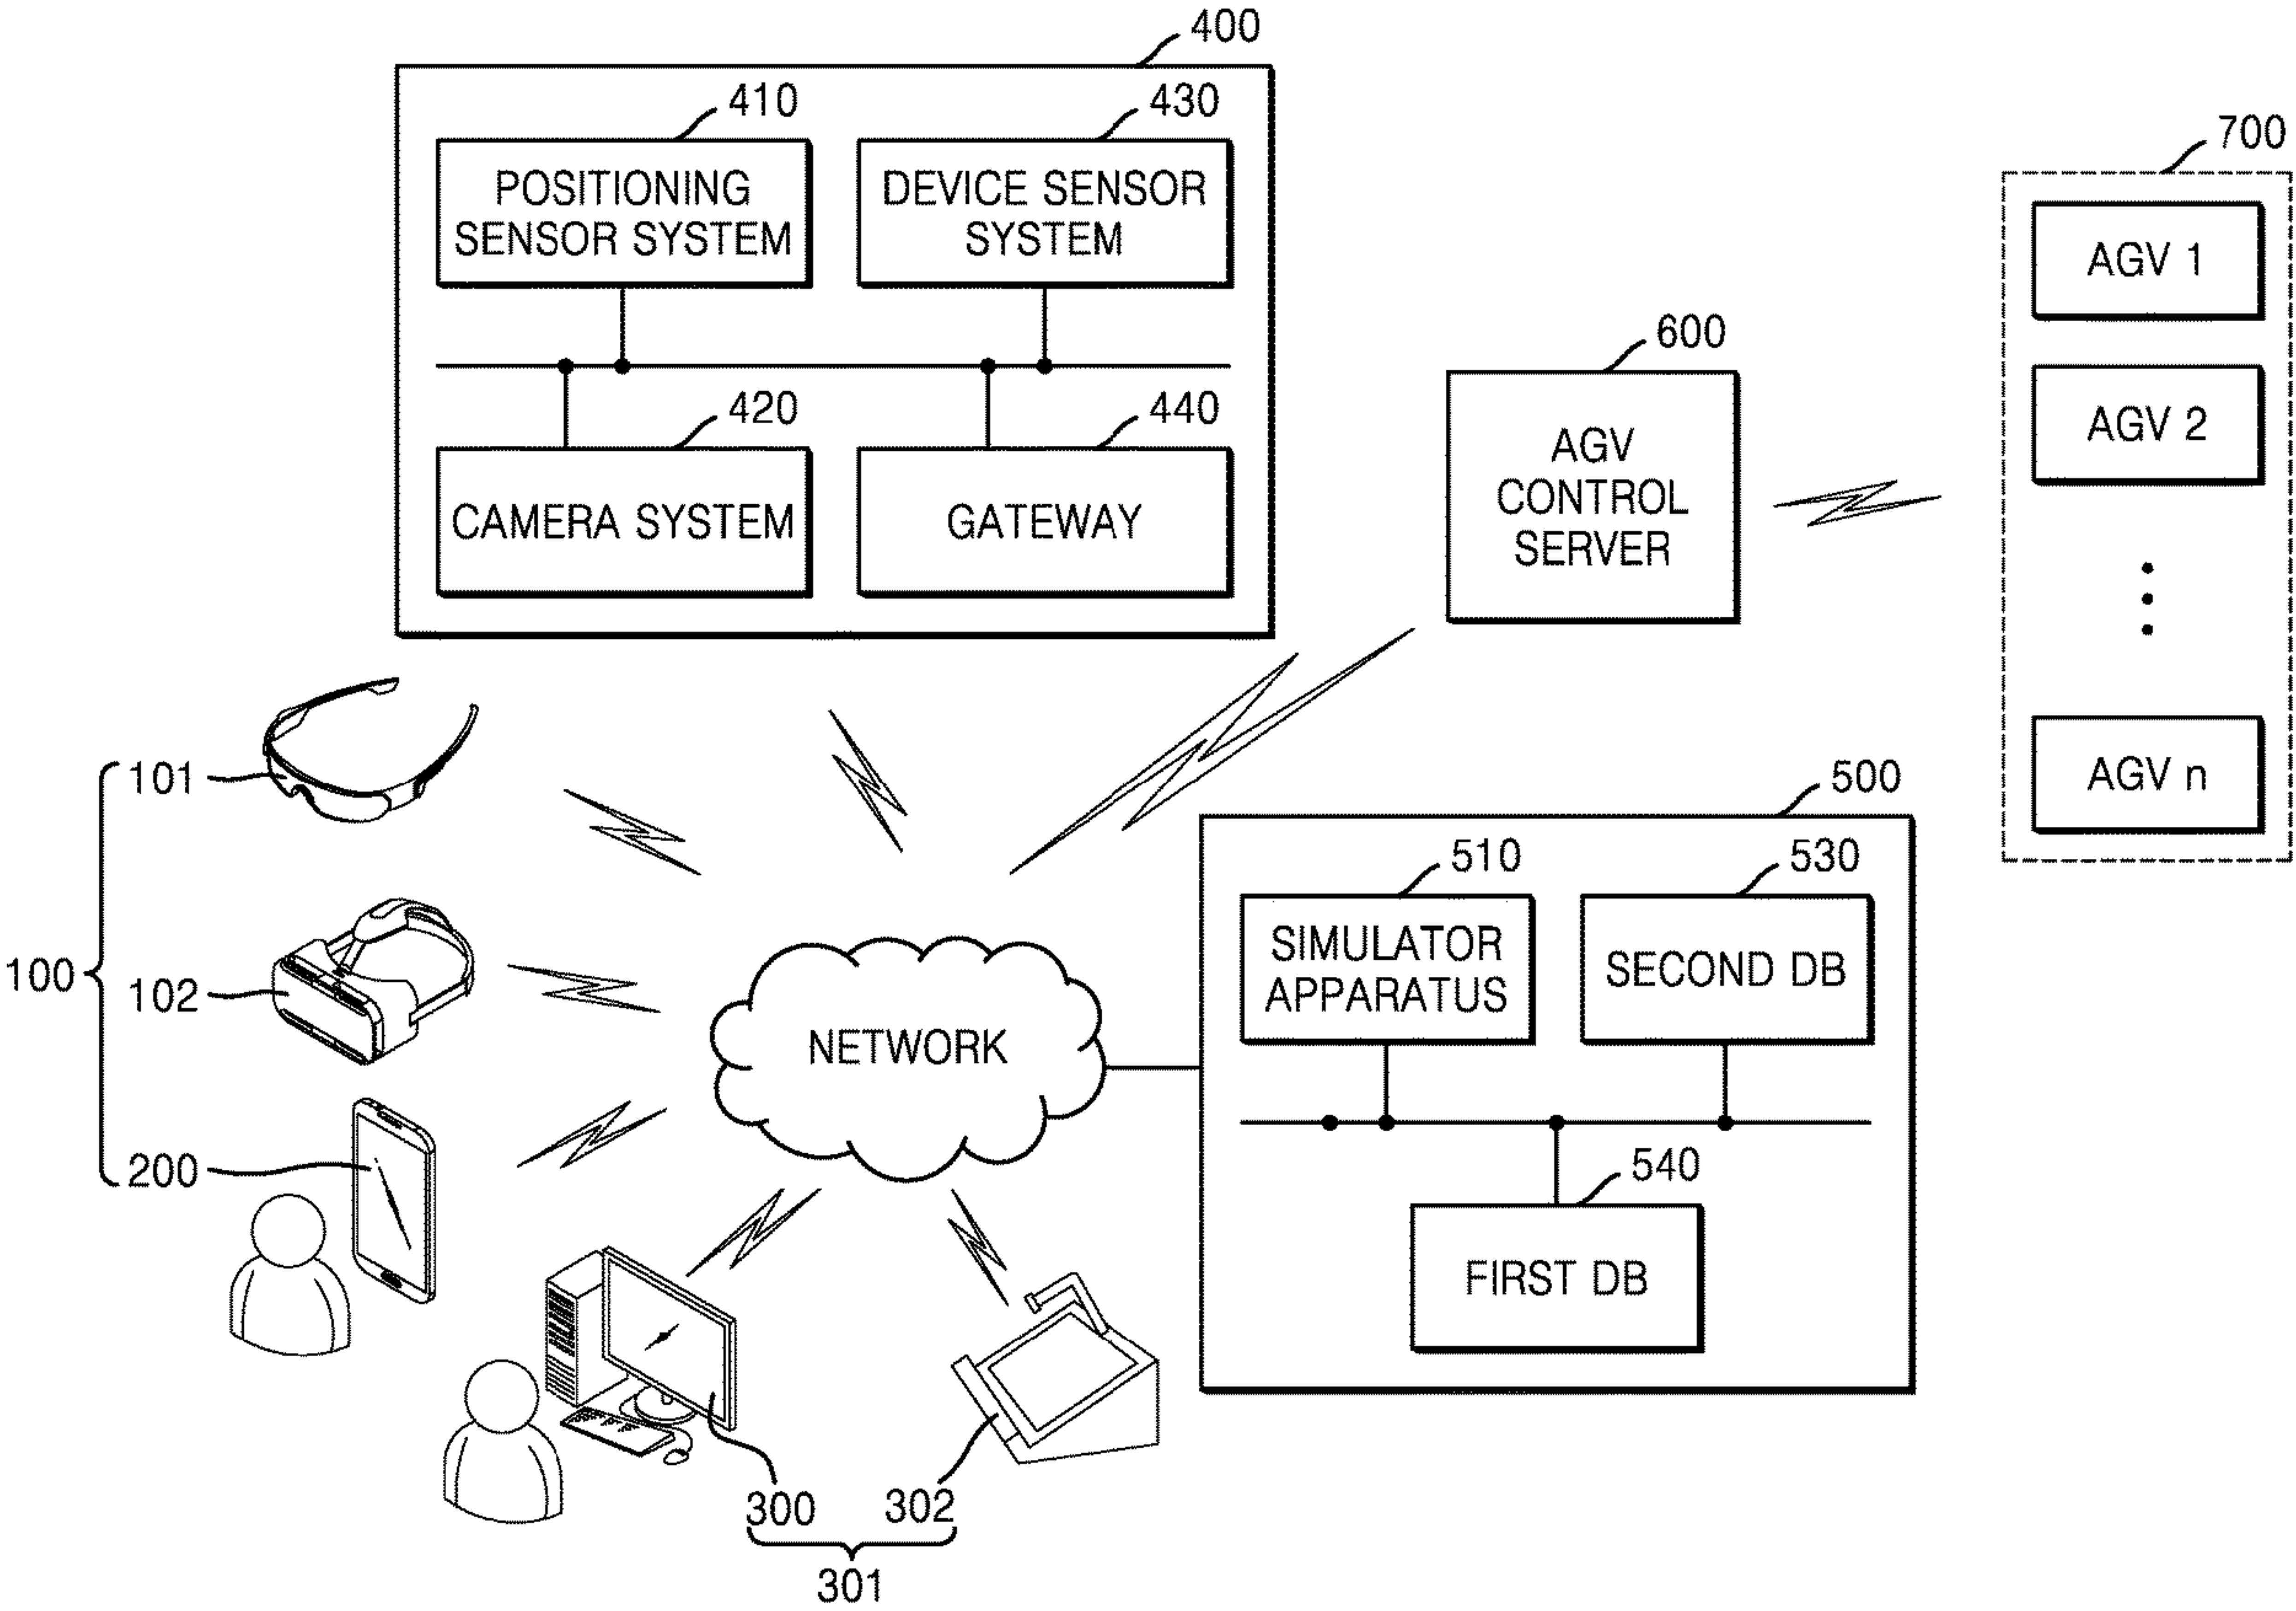 400
410
430
POSITIONING
SENSOR SYSTEM
DEVICE SENSOR
SYSTEM
420
440
CAMERA SYSTEM
GATEWAY
600
AGV
CONTROL
SERVER
700
AGV 1
AGV 2
AGV n
100
101
102
200
NETWORK
500
510
530
SIMULATOR
APPARATUS
SECOND DB
540
FIRST DB
300
302
301